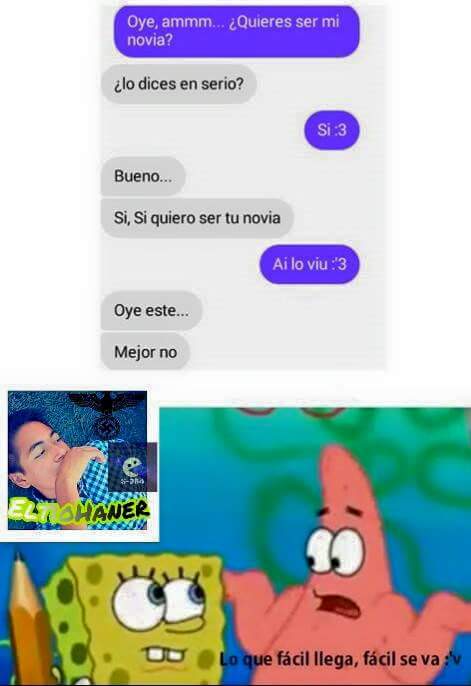 Oye, ammm... ¿Quieres ser mi
novia?
¿lo dices en serio?
Si :3
Bueno...
Si, Si quiero ser tu novia
Ai lo viu :'3
Oye este...
Mejor no
ELTIOHANER
Lo que fácil llega, fácil se va :'v